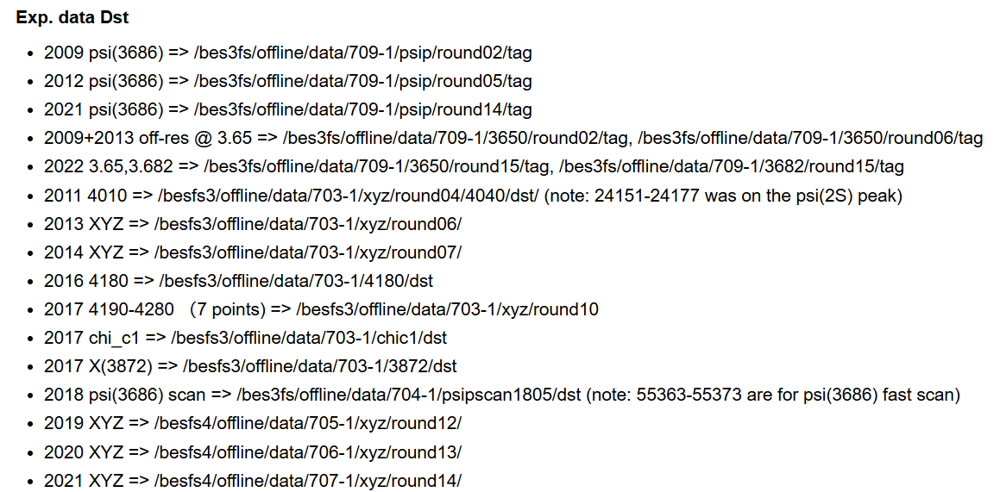 Exp. data Dst
• 2009 psi(3686) => /bes3fs/offline/data/709-1/psip/round02/tag
• 2012 psi(3686) => /bes3fs/offline/data/709-1/psip/round05/tag
• 2021 psi(3686) => /bes3fs/offline/data/709-1/psip/round14/tag
• 2009+2013 off-res @ 3.65 => /bes3fs/offline/data/709-1/3650/round02/tag, /bes3fs/offline/data/709-1/3650/round06/tag
• 2022 3.65,3.682 => /bes3fs/offline/data/709-1/3650/round15/tag, /bes3fs/offline/data/709-1/3682/round15/tag
• 2011 4010 => /besfs3/offline/data/703-1/xyz/round04/4040/dst/ (note: 24151-24177 was on the psi(2S) peak)
• 2013 XYZ => /besfs3/offline/data/703-1/xyz/round06/
• 2014 XYZ => /besfs3/offline/data/703-1/xyz/round07/
• 2016 4180 => /besfs3/offline/data/703-1/4180/dst
• 2017 4190-4280 （7 points) => /besfs3/offline/data/703-1/xyz/round10
• 2017 chi_c1 => /besfs3/offline/data/703-1/chic1/dst
• 2017 X(3872) => /besfs3/offline/data/703-1/3872/dst
• 2018 psi(3686) scan => /bes3fs/offline/data/704-1/psipscan1805/dst (note: 55363-55373 are for psi(3686) fast scan)
• 2019 XYZ => /besfs4/offline/data/705-1/xyz/round12/
• 2020 XYZ => /besfs4/offline/data/706-1/xyz/round13/
• 2021 XYZ => /besfs4/offline/data/707-1/xyz/round14/